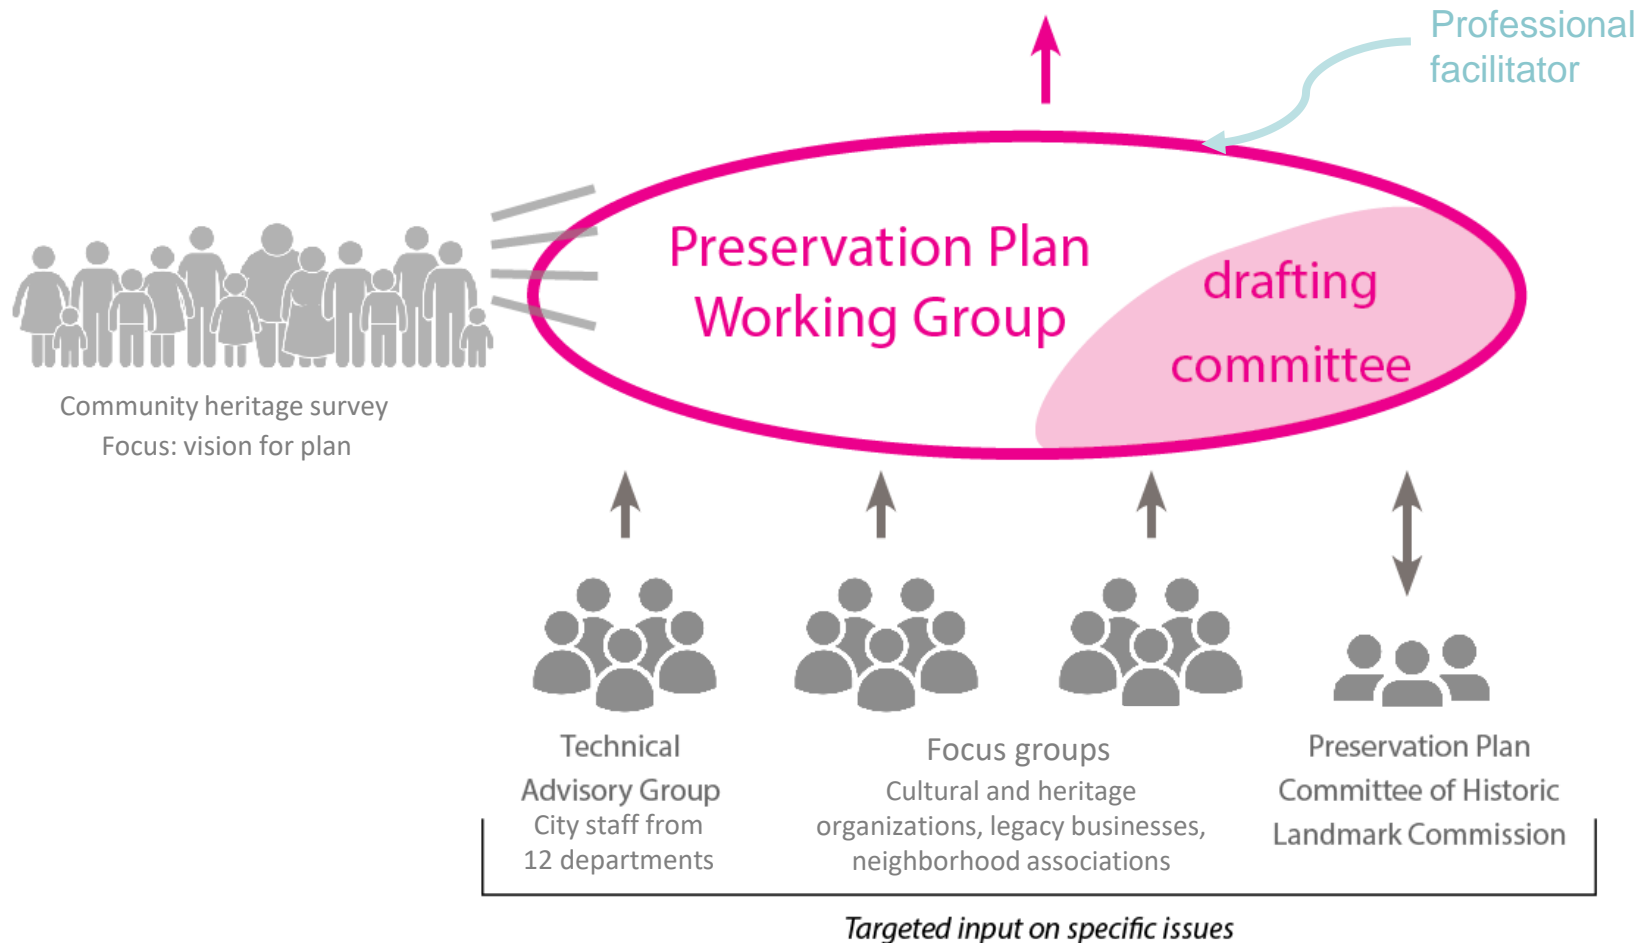 Professional
facilitator
Preservation Plan
Working Group
drafting
committee
Community heritage survey
Focus: vision for plan
Technical
Advisory Group
City staff from
12 departments
Focus groups
Cultural and heritage
organizations, legacy businesses,
neighborhood associations
Preservation Plan
Committee of Historic
Landmark Commission
Targeted input on specific issues